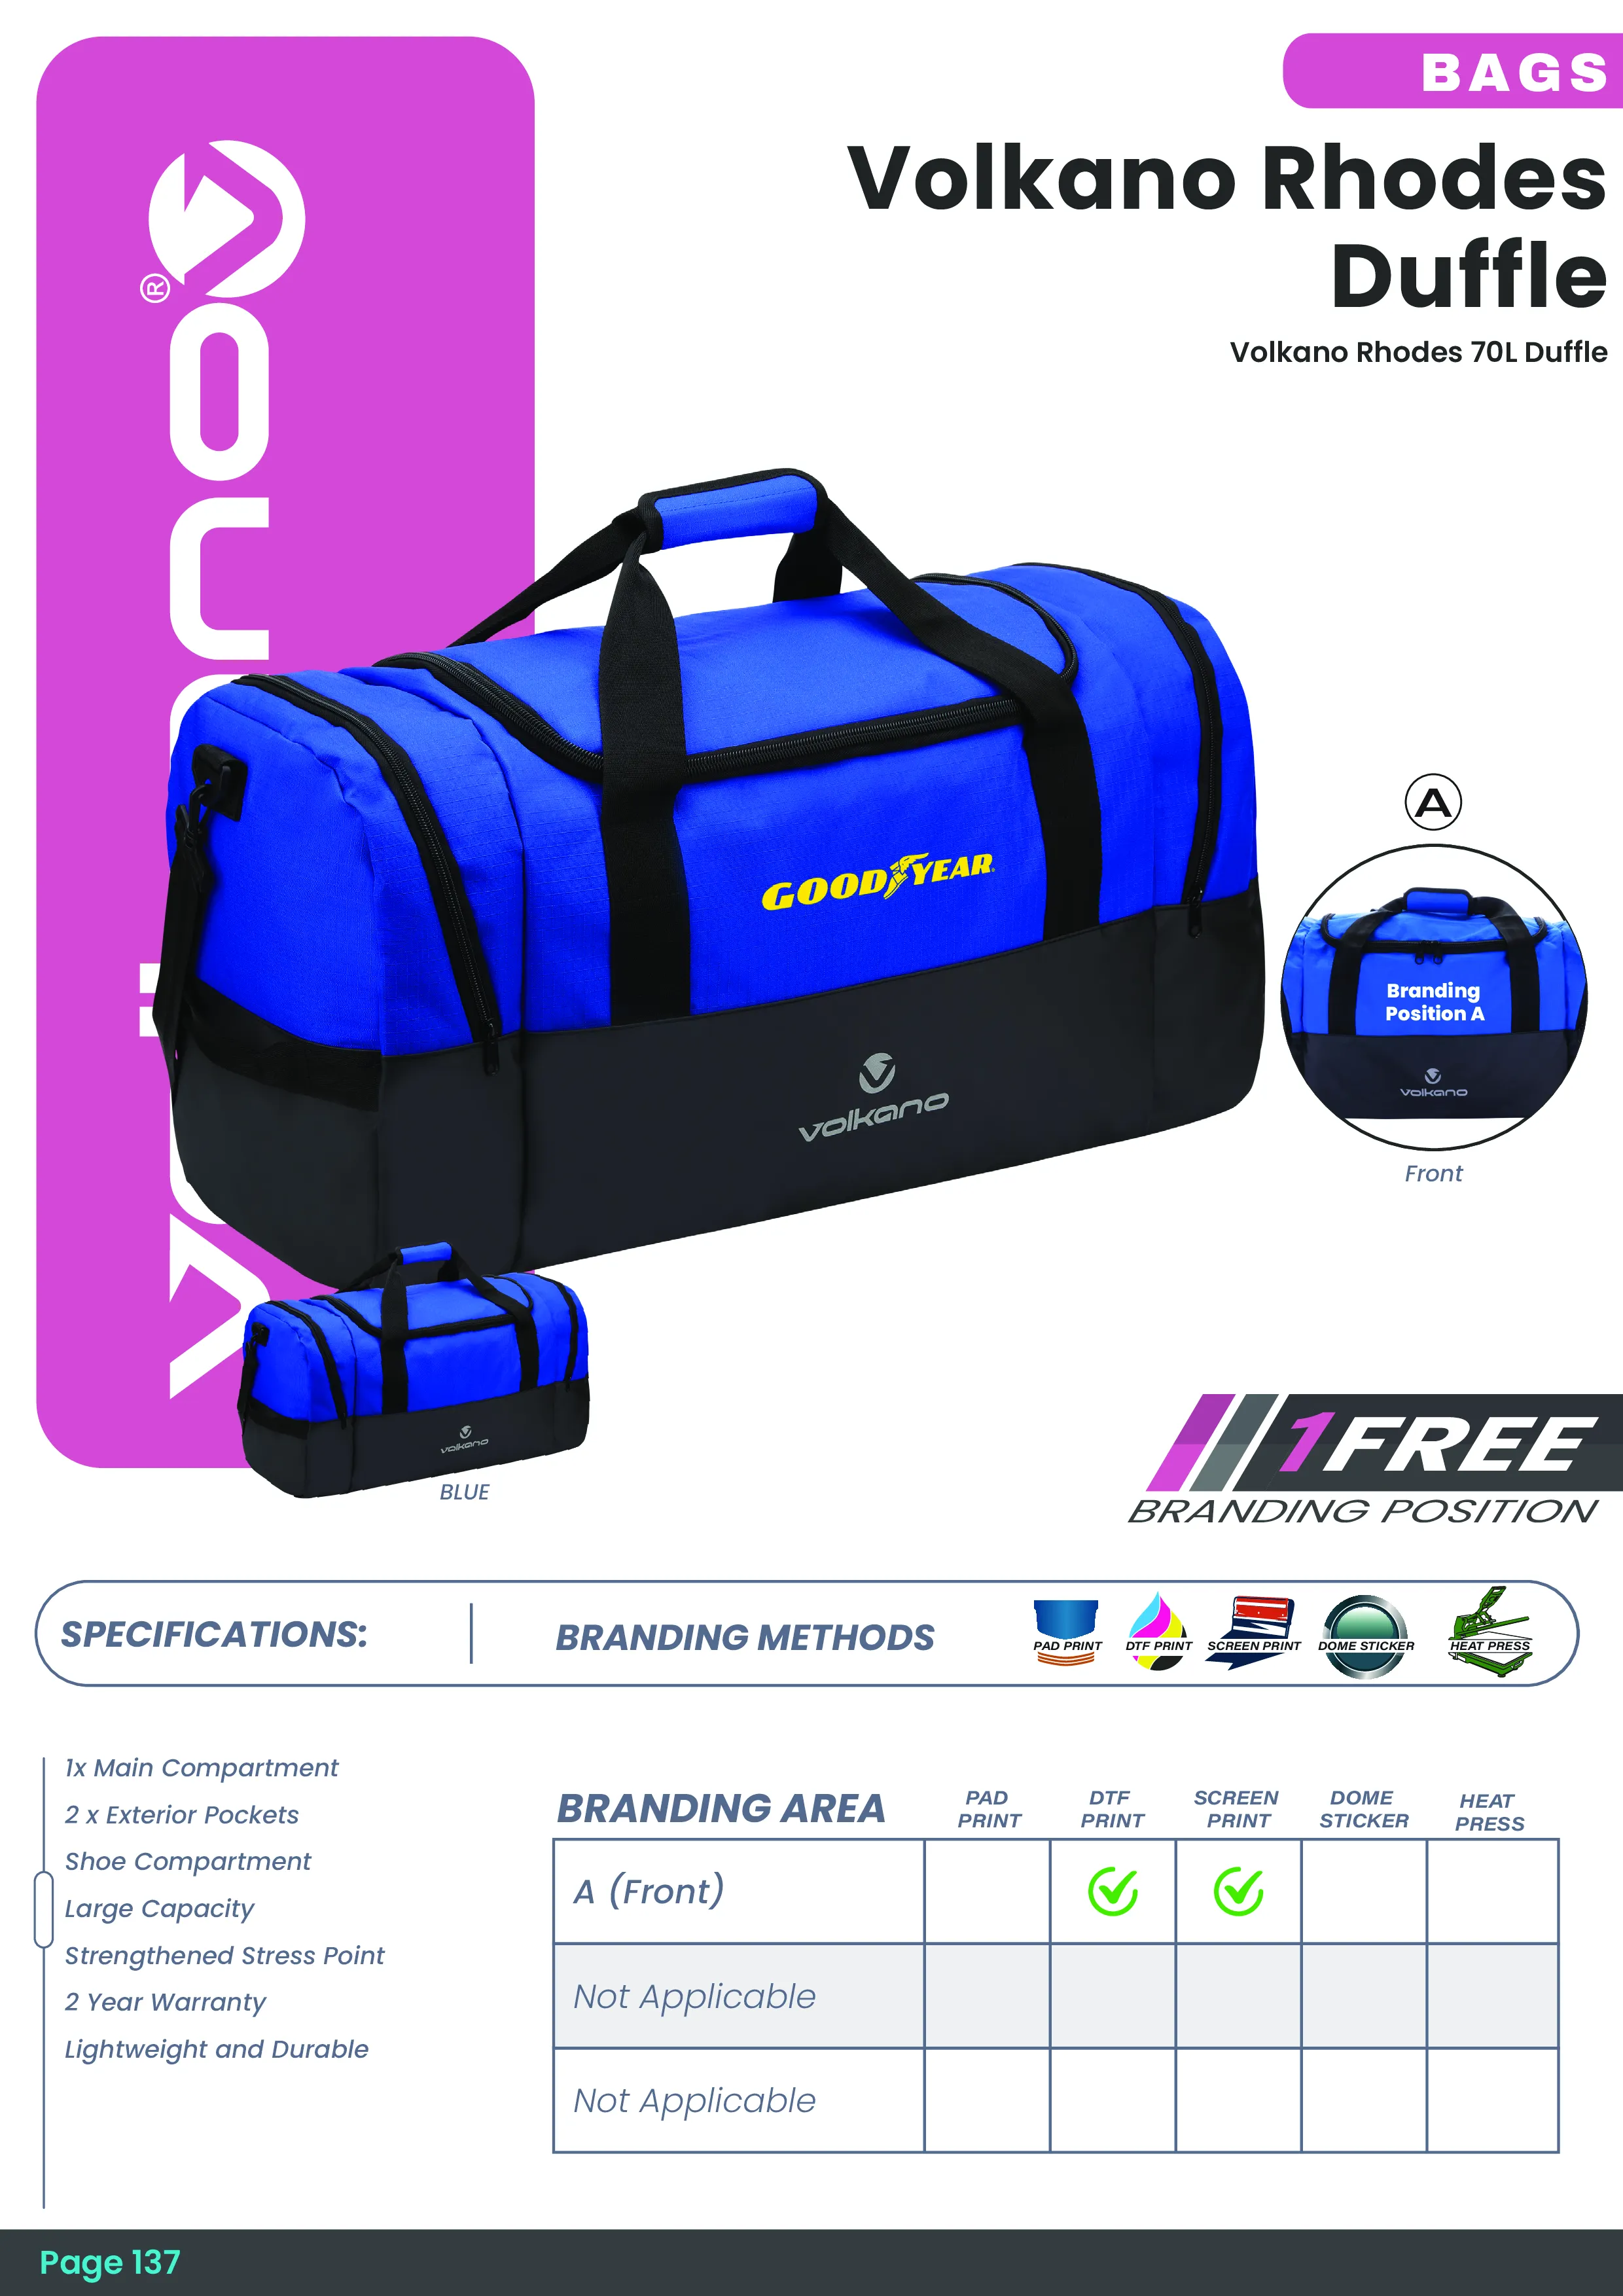 BAGS
Volkano Rhodes
Duffle
Volkano Rhodes 70L Duffle
volkano®
GOODYEAR
volkano
A
Branding
Position A
volkano
Front
volkano
BLUE
1FREE
BRANDING POSITION
SPECIFICATIONS:
BRANDING METHODS
PAD PRINT
DTF PRINT
SCREEN PRINT
DOME STICKER
HEAT PRESS
1x Main Compartment
2 x Exterior Pockets
Shoe Compartment
Large Capacity
Strengthened Stress Point
2 Year Warranty
Lightweight and Durable
BRANDING AREA
PAD PRINT
DTF PRINT
SCREEN PRINT
DOME STICKER
HEAT PRESS
A (Front)
Not Applicable
Not Applicable
Page 137